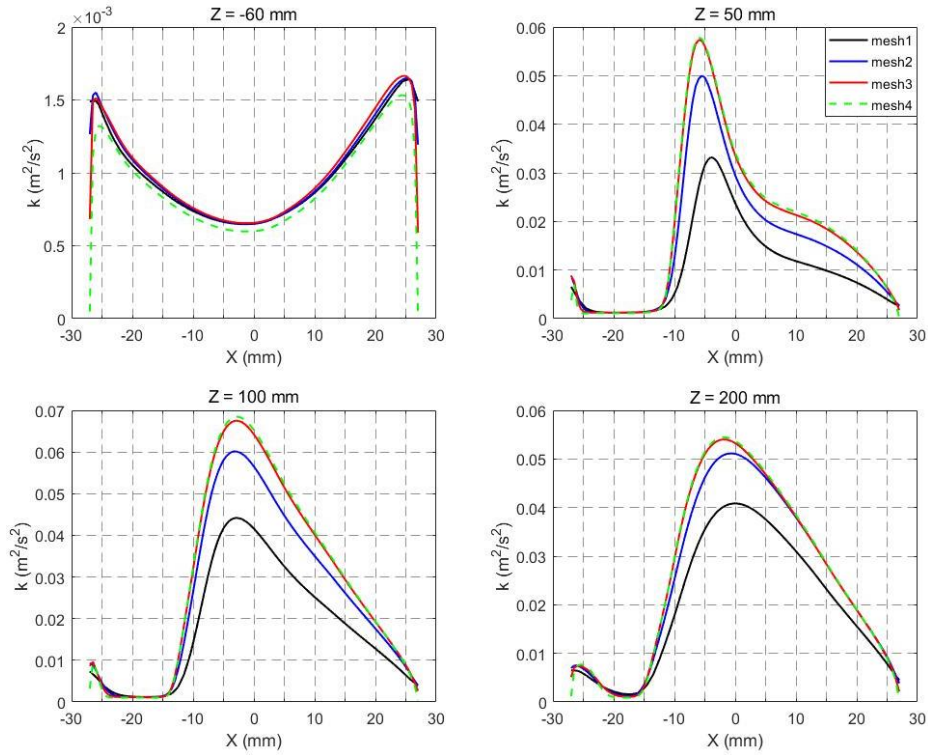 Z = -60 mm
×10⁻³
2
1.5
1
0.5
0
k (m²/s²)
-30 -20 -10 0 10 20 30
X (mm)
Z = 50 mm
0.06
0.05
0.04
0.03
0.02
0.01
0
k (m²/s²)
mesh1
mesh2
mesh3
mesh4
-30 -20 -10 0 10 20 30
X (mm)
Z = 100 mm
0.07
0.06
0.05
0.04
0.03
0.02
0.01
0
k (m²/s²)
-30 -20 -10 0 10 20 30
X (mm)
Z = 200 mm
0.06
0.05
0.04
0.03
0.02
0.01
0
k (m²/s²)
-30 -20 -10 0 10 20 30
X (mm)